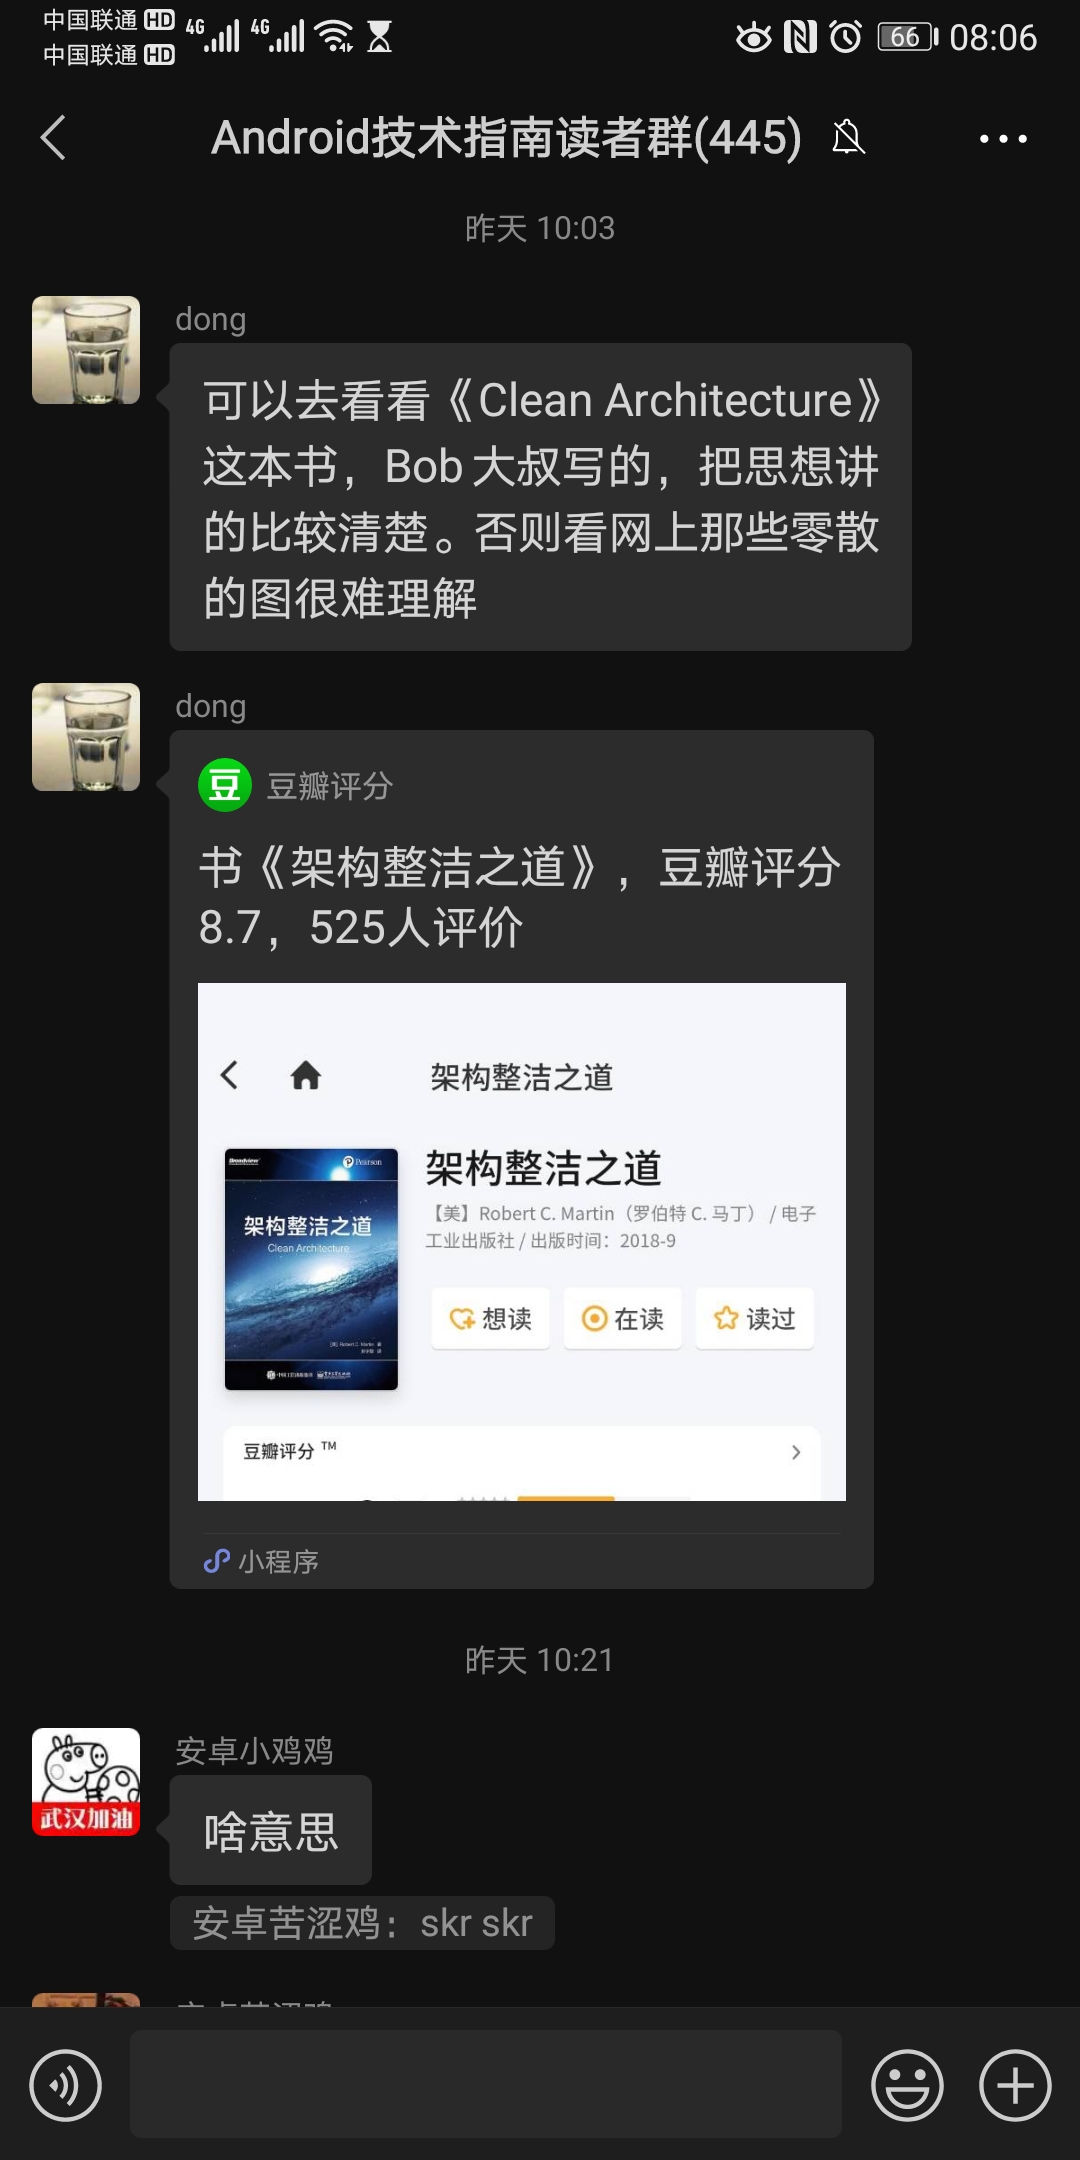 中国联通 HD
中国联通 HD
4G 4G
66 08:06
Android技术指南读者群(445)
昨天 10:03
dong
可以去看看《Clean Architecture》
这本书，Bob 大叔写的，把思想讲
的比较清楚。否则看网上那些零散
的图很难理解
dong
豆 豆瓣评分
书《架构整洁之道》，豆瓣评分
8.7，525人评价
架构整洁之道
Broadview Pearson
架构整洁之道
Clean Architecture
架构整洁之道
【美】Robert C. Martin（罗伯特 C. 马丁） / 电子
工业出版社 / 出版时间：2018-9
想读 在读 读过
豆瓣评分 TM
小程序
昨天 10:21
武汉加油
安卓小鸡鸡
啥意思
安卓苦涩鸡：skr skr